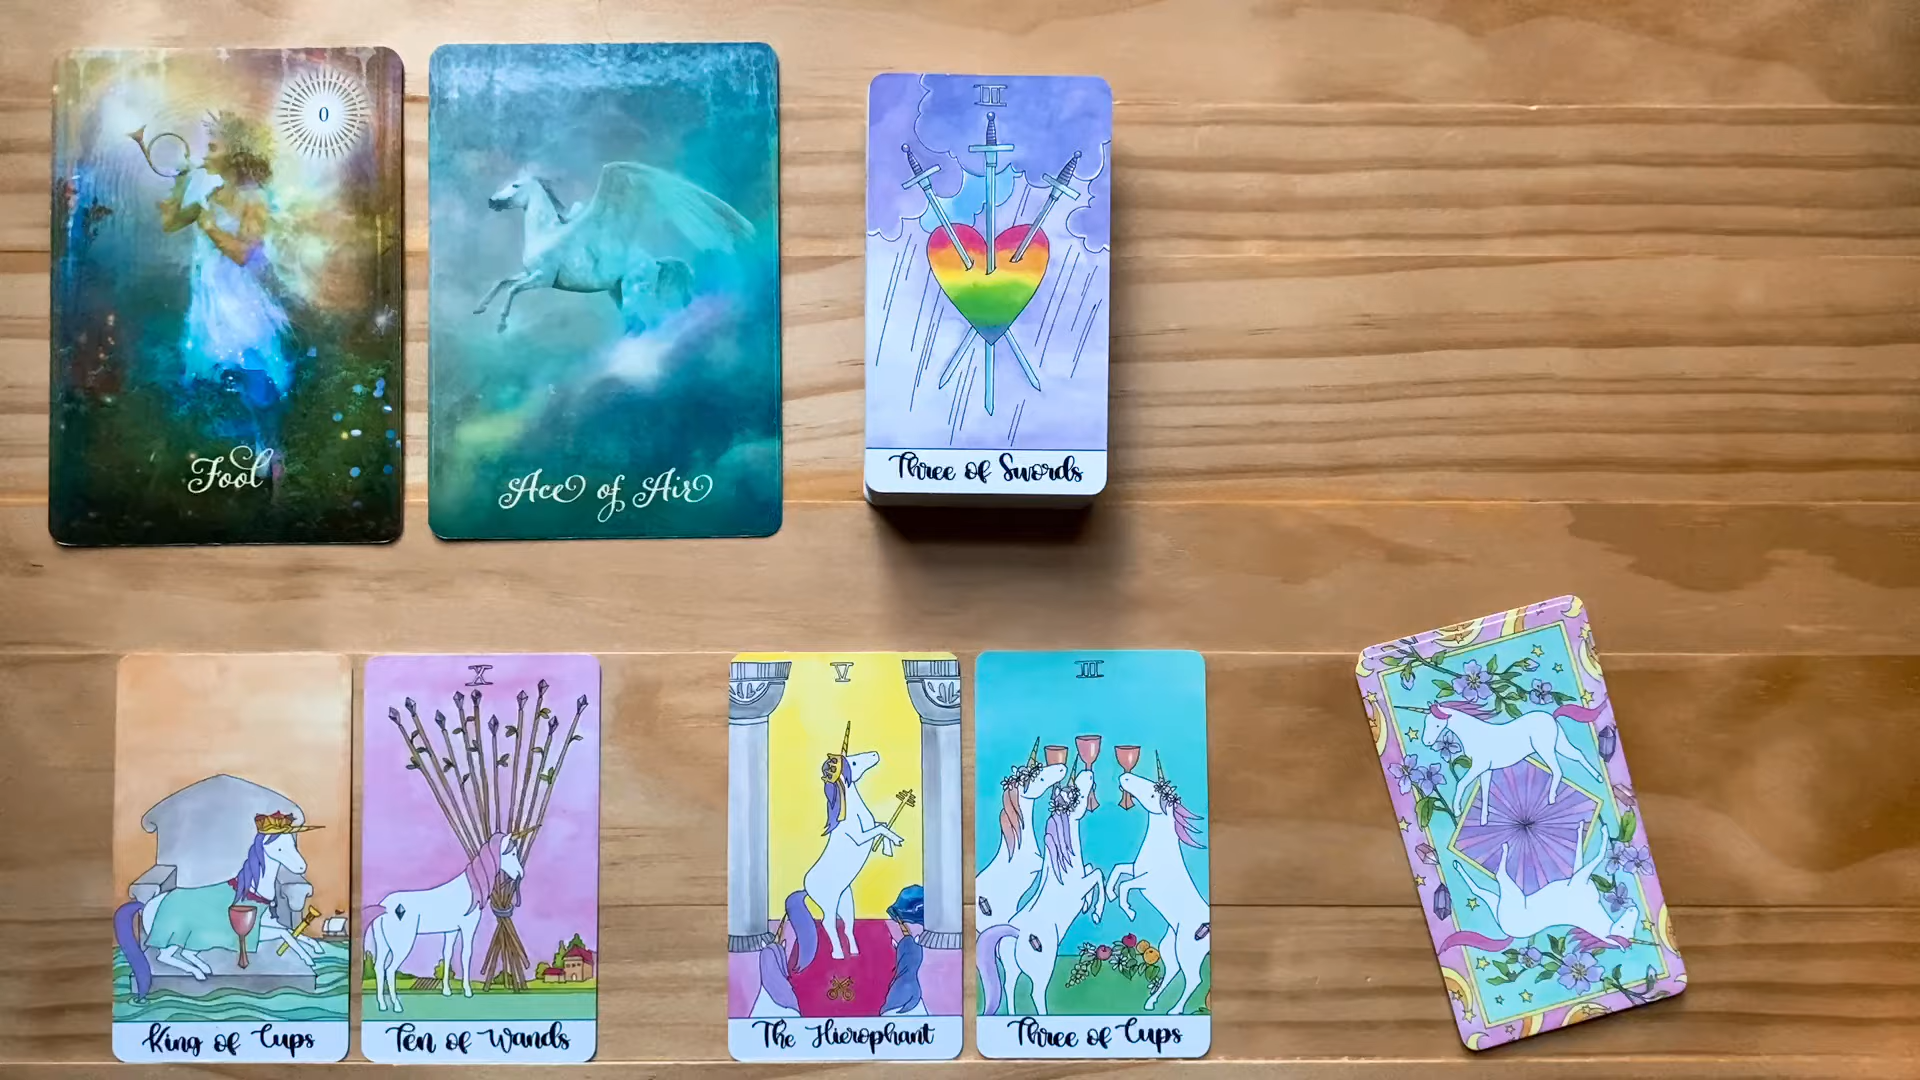 0
Fool
Ace of Air
III
Three of Swords
King of Cups
X
Ten of Wands
V
The Hierophant
III
Three of Cups